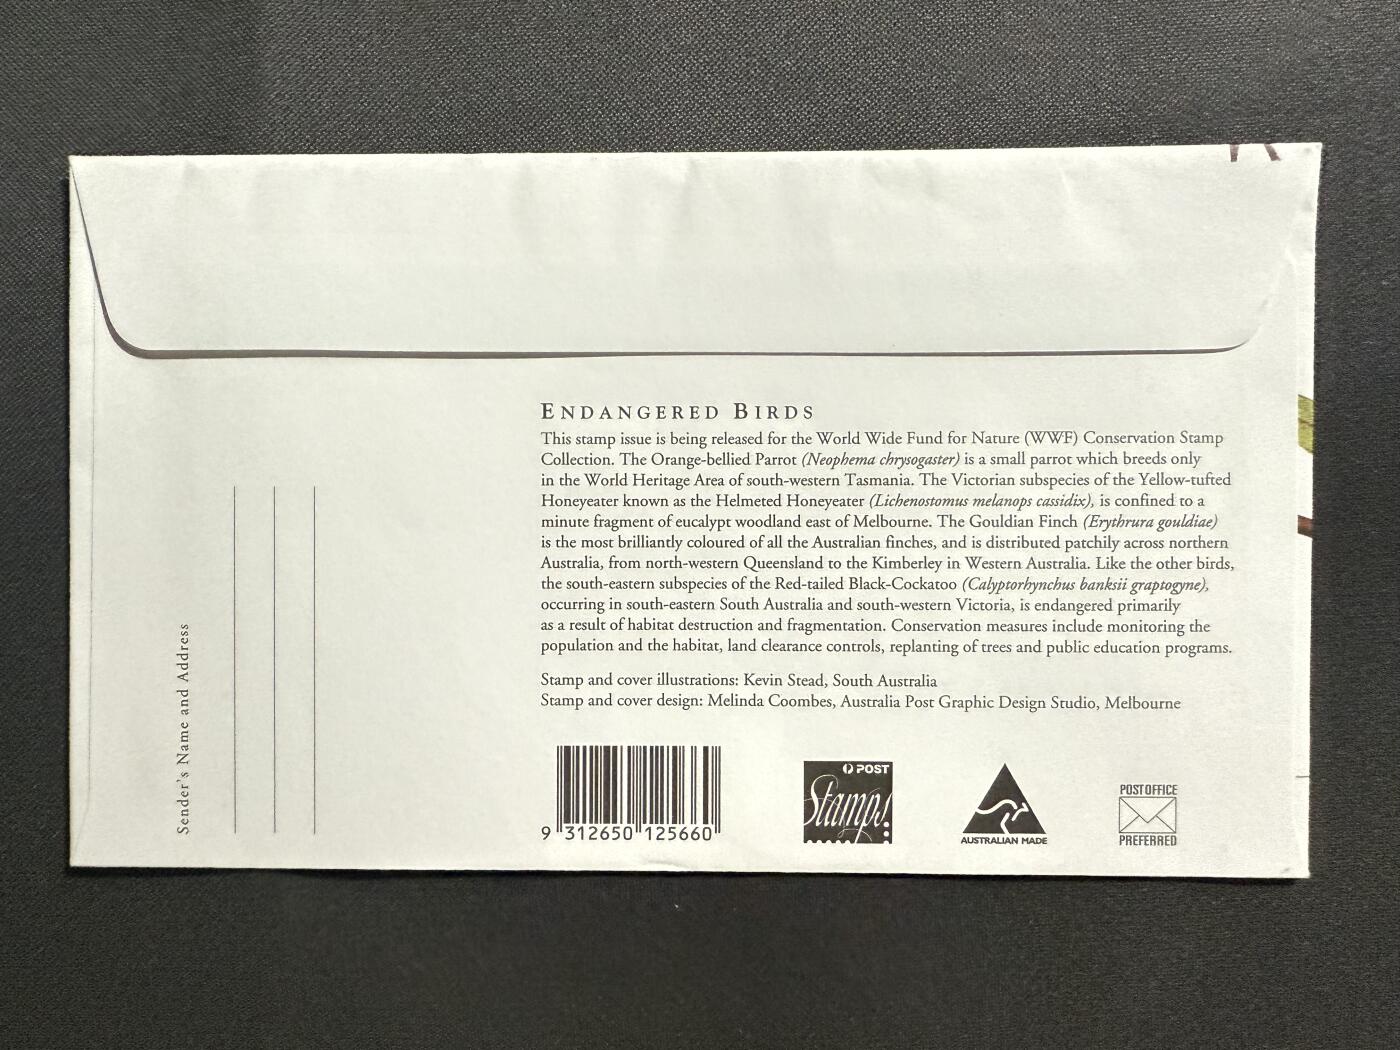 ENDANGERED BIRDS
This stamp issue is being released for the World Wide Fund for Nature (WWF) Conservation Stamp
Collection. The Orange-bellied Parrot (Neophema chrysogaster) is a small parrot which breeds only
in the World Heritage Area of south-western Tasmania. The Victorian subspecies of the Yellow-tufted
Honeyeater known as the Helmeted Honeyeater (Lichenostomus melanops cassidix), is confined to a
minute fragment of eucalypt woodland east of Melbourne. The Gouldian Finch (Erythrura gouldiae)
is the most brilliantly coloured of all the Australian finches, and is distributed patchily across northern
Australia, from north-western Queensland to the Kimberley in Western Australia. Like the other birds,
the south-eastern subspecies of the Red-tailed Black-Cockatoo (Calyptorhynchus banksii graptogyne),
occurring in south-eastern South Australia and south-western Victoria, is endangered primarily
as a result of habitat destruction and fragmentation. Conservation measures include monitoring the
population and the habitat, land clearance controls, replanting of trees and public education programs.
Stamp and cover illustrations: Kevin Stead, South Australia
Stamp and cover design: Melinda Coombes, Australia Post Graphic Design Studio, Melbourne
Sender's Name and Address
9 312650 125660
POST
Stamps
AUSTRALIAN MADE
POST OFFICE
PREFERRED